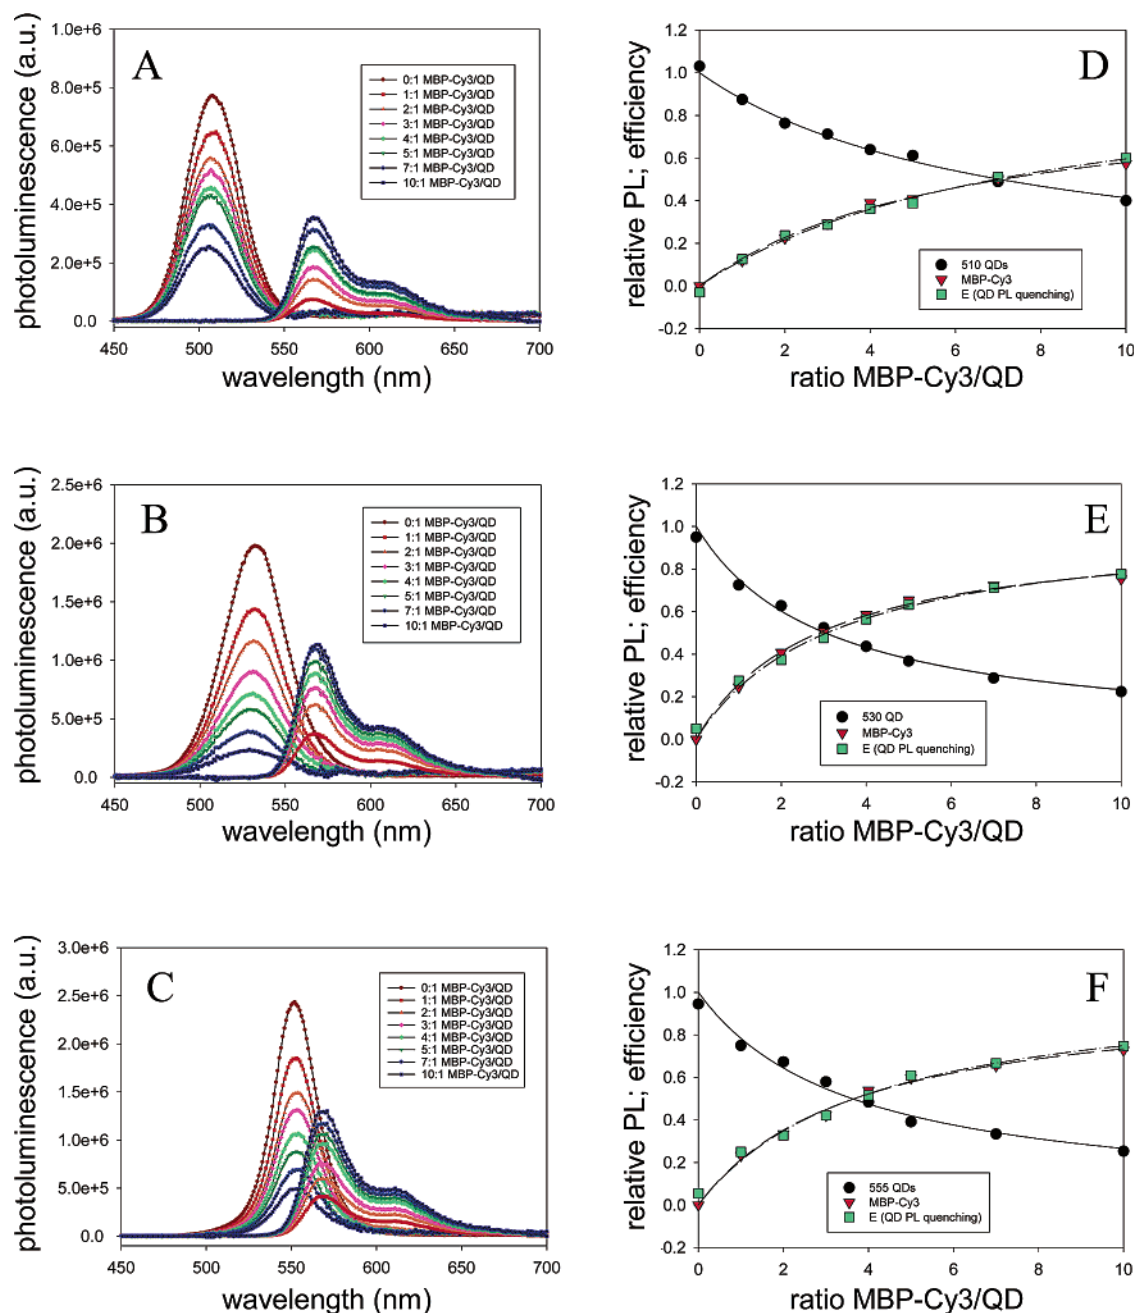 A
photoluminescence (a.u.)
1.0e+6
8.0e+5
6.0e+5
4.0e+5
2.0e+5
0.0
450 500 550 600 650 700
wavelength (nm)
0:1 MBP-Cy3/QD
1:1 MBP-Cy3/QD
2:1 MBP-Cy3/QD
3:1 MBP-Cy3/QD
4:1 MBP-Cy3/QD
5:1 MBP-Cy3/QD
7:1 MBP-Cy3/QD
10:1 MBP-Cy3/QD
D
relative PL; efficiency
1.2
1.0
0.8
0.6
0.4
0.2
0.0
-0.2
0 2 4 6 8 10
ratio MBP-Cy3/QD
510 QDs
MBP-Cy3
E (QD PL quenching)
B
photoluminescence (a.u.)
2.5e+6
2.0e+6
1.5e+6
1.0e+6
5.0e+5
0.0
450 500 550 600 650 700
wavelength (nm)
0:1 MBP-Cy3/QD
1:1 MBP-Cy3/QD
2:1 MBP-Cy3/QD
3:1 MBP-Cy3/QD
4:1 MBP-Cy3/QD
5:1 MBP-Cy3/QD
7:1 MBP-Cy3/QD
10:1 MBP-Cy3/QD
E
relative PL; efficiency
1.2
1.0
0.8
0.6
0.4
0.2
0.0
-0.2
0 2 4 6 8 10
ratio MBP-Cy3/QD
530 QD
MBP-Cy3
E (QD PL quenching)
C
photoluminescence (a.u.)
3.0e+6
2.5e+6
2.0e+6
1.5e+6
1.0e+6
5.0e+5
0.0
450 500 550 600 650 700
wavelength (nm)
0:1 MBP-Cy3/QD
1:1 MBP-Cy3/QD
2:1 MBP-Cy3/QD
3:1 MBP-Cy3/QD
4:1 MBP-Cy3/QD
5:1 MBP-Cy3/QD
7:1 MBP-Cy3/QD
10:1 MBP-Cy3/QD
F
relative PL; efficiency
1.2
1.0
0.8
0.6
0.4
0.2
0.0
-0.2
0 2 4 6 8 10
ratio MBP-Cy3/QD
555 QDs
MBP-Cy3
E (QD PL quenching)